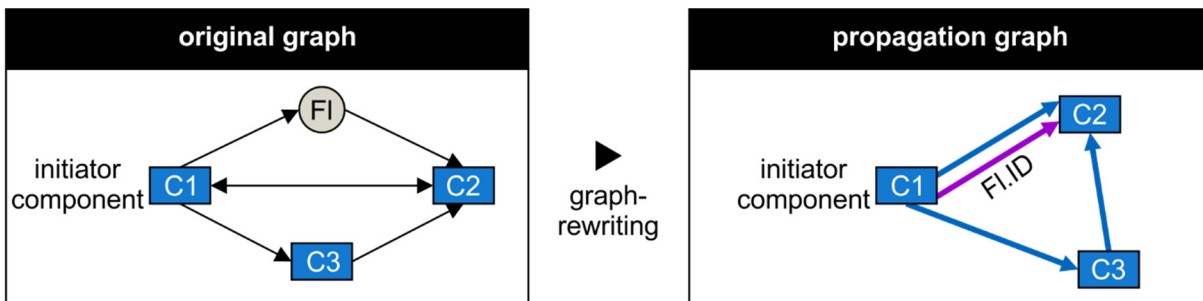 original graph
FI
initiator
component
C1
C2
C3
graph-
rewriting
propagation graph
C2
initiator
component
C1
FI.ID
C3